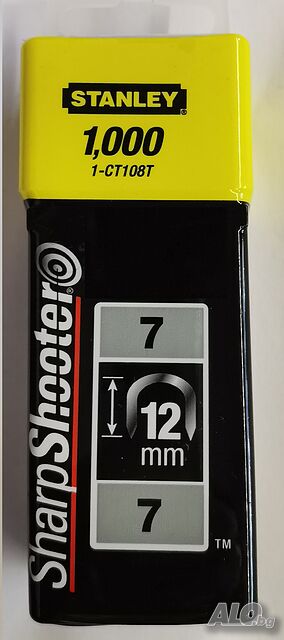 STANLEY
1,000
1-CT108T
SharpShooter®
7
12
mm
7
TM
ALO.bg